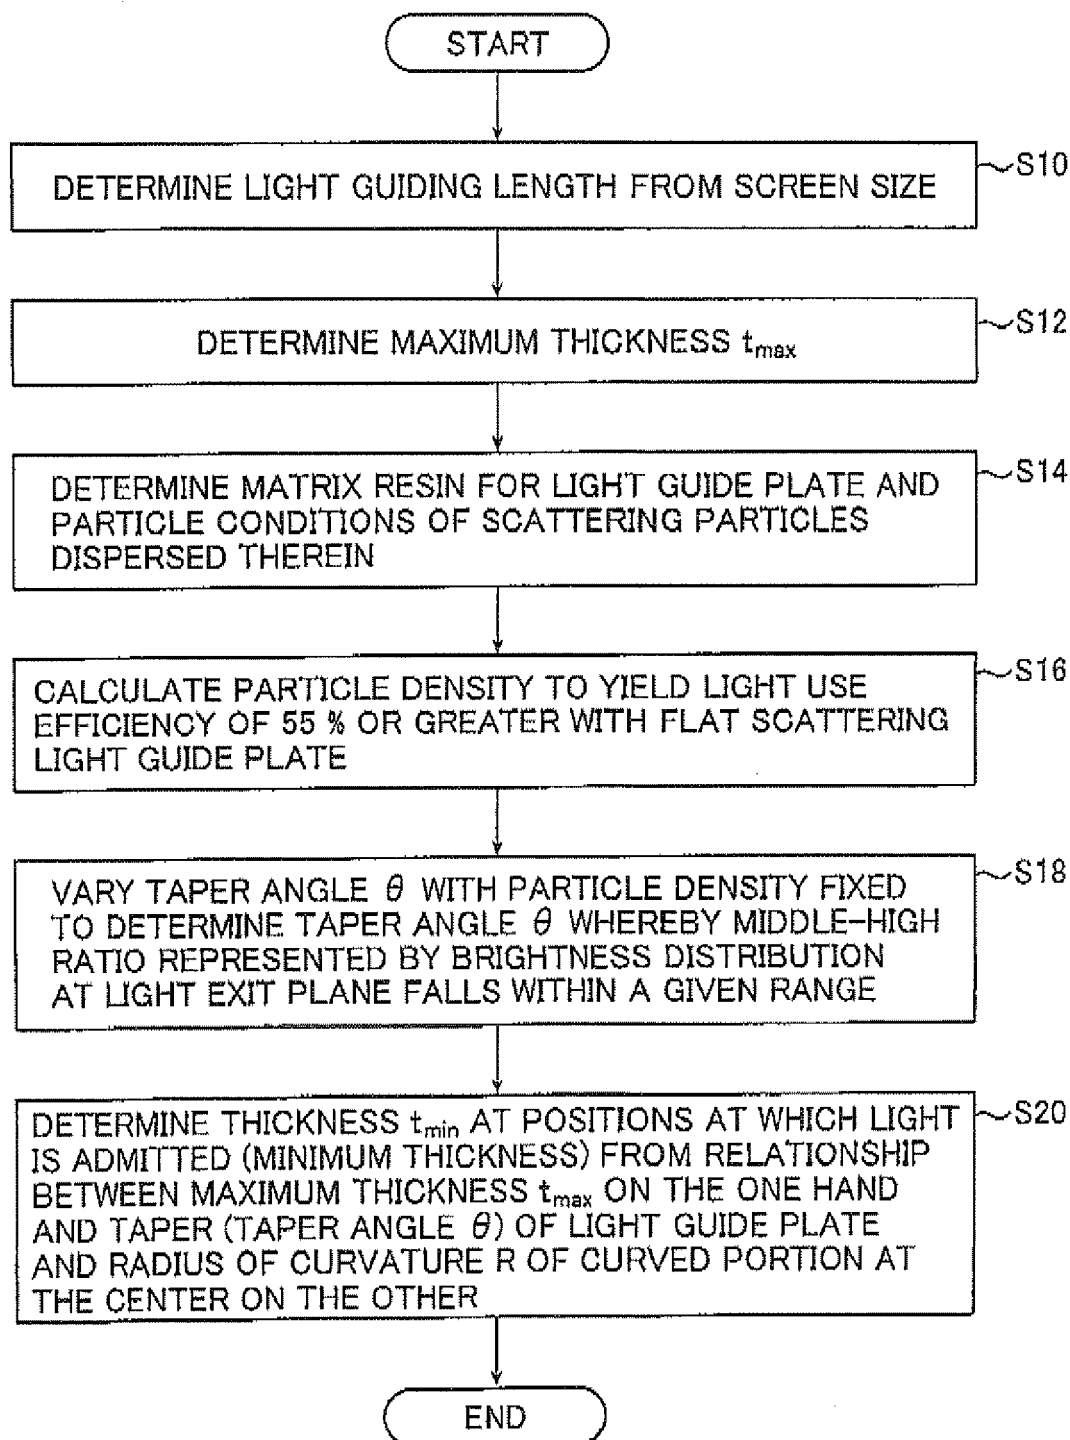 START
DETERMINE LIGHT GUIDING LENGTH FROM SCREEN SIZE
S10
DETERMINE MAXIMUM THICKNESS tmax
S12
DETERMINE MATRIX RESIN FOR LIGHT GUIDE PLATE AND
PARTICLE CONDITIONS OF SCATTERING PARTICLES
DISPERSED THEREIN
S14
CALCULATE PARTICLE DENSITY TO YIELD LIGHT USE
EFFICIENCY OF 55 % OR GREATER WITH FLAT SCATTERING
LIGHT GUIDE PLATE
S16
VARY TAPER ANGLE θ WITH PARTICLE DENSITY FIXED
TO DETERMINE TAPER ANGLE θ WHEREBY MIDDLE-HIGH
RATIO REPRESENTED BY BRIGHTNESS DISTRIBUTION
AT LIGHT EXIT PLANE FALLS WITHIN A GIVEN RANGE
S18
DETERMINE THICKNESS tmin AT POSITIONS AT WHICH LIGHT
IS ADMITTED (MINIMUM THICKNESS) FROM RELATIONSHIP
BETWEEN MAXIMUM THICKNESS tmax ON THE ONE HAND
AND TAPER (TAPER ANGLE θ) OF LIGHT GUIDE PLATE
AND RADIUS OF CURVATURE R OF CURVED PORTION AT
THE CENTER ON THE OTHER
S20
END